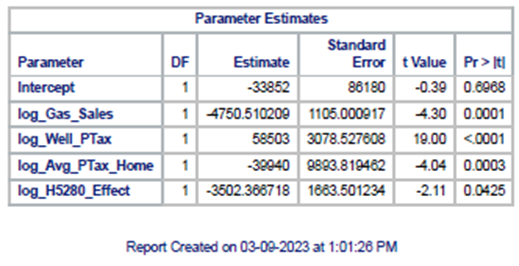 Parameter Estimates
Parameter DF Estimate Standard Error t Value Pr > |t|
Intercept 1 -33852 86180 -0.39 0.6968
log_Gas_Sales 1 -4750.510209 1105.000917 -4.30 0.0001
log_Well_PTax 1 58503 3078.527608 19.00 <.0001
log_Avg_PTax_Home 1 -39940 9893.819462 -4.04 0.0003
log_H5280_Effect 1 -3502.366718 1663.501234 -2.11 0.0425
Report Created on 03-09-2023 at 1:01:26 PM